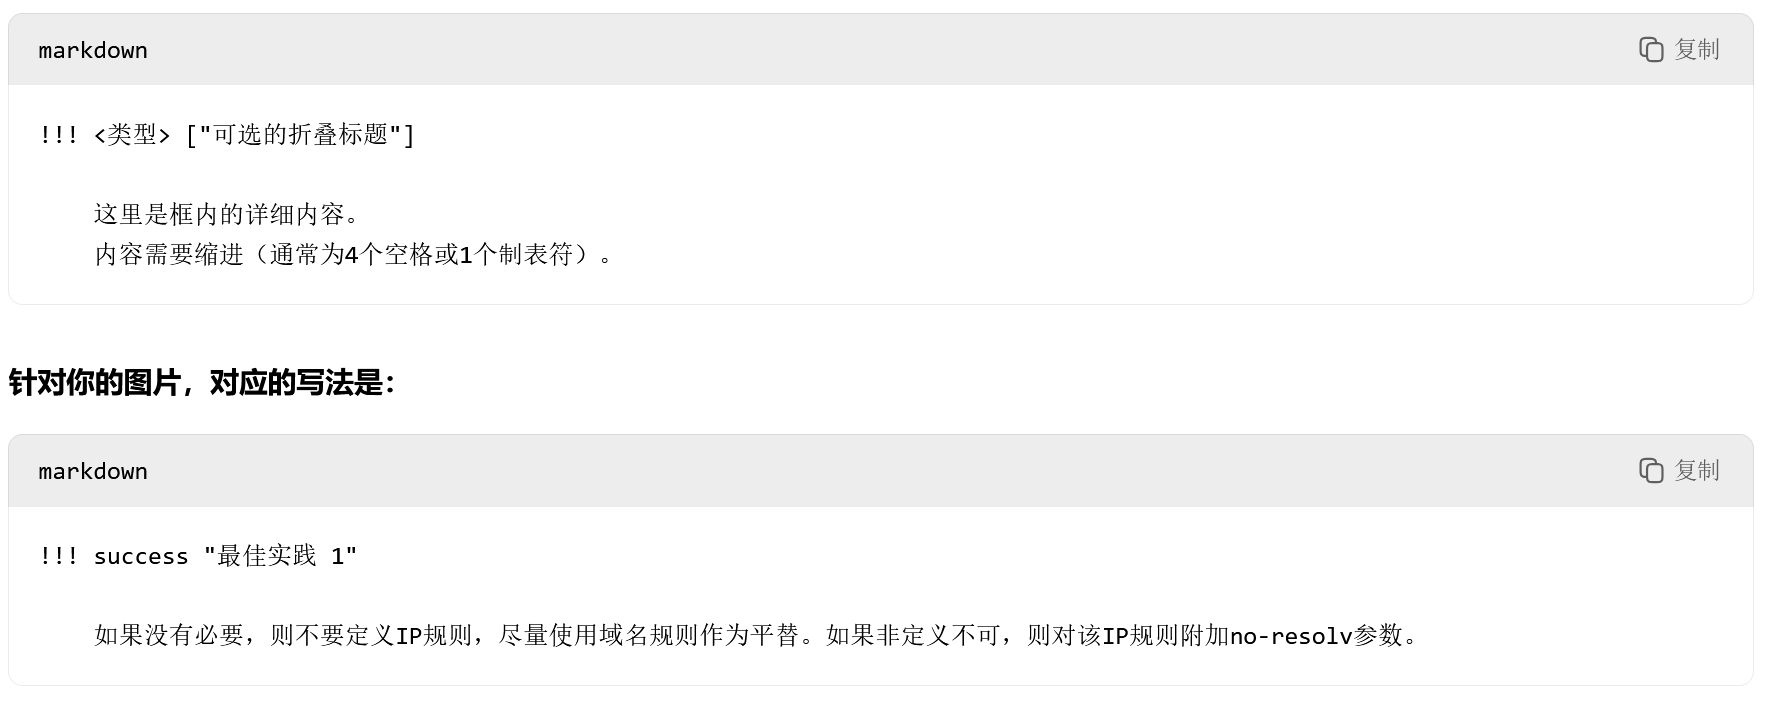 markdown
复制
!!! <类型> ["可选的折叠标题"]
这里是框内的详细内容。
内容需要缩进（通常为4个空格或1个制表符）。
针对你的图片，对应的写法是：
markdown
复制
!!! success "最佳实践 1"
如果没有必要，则不要定义IP规则，尽量使用域名规则作为平替。如果非定义不可，则对该IP规则附加no-resolv参数。